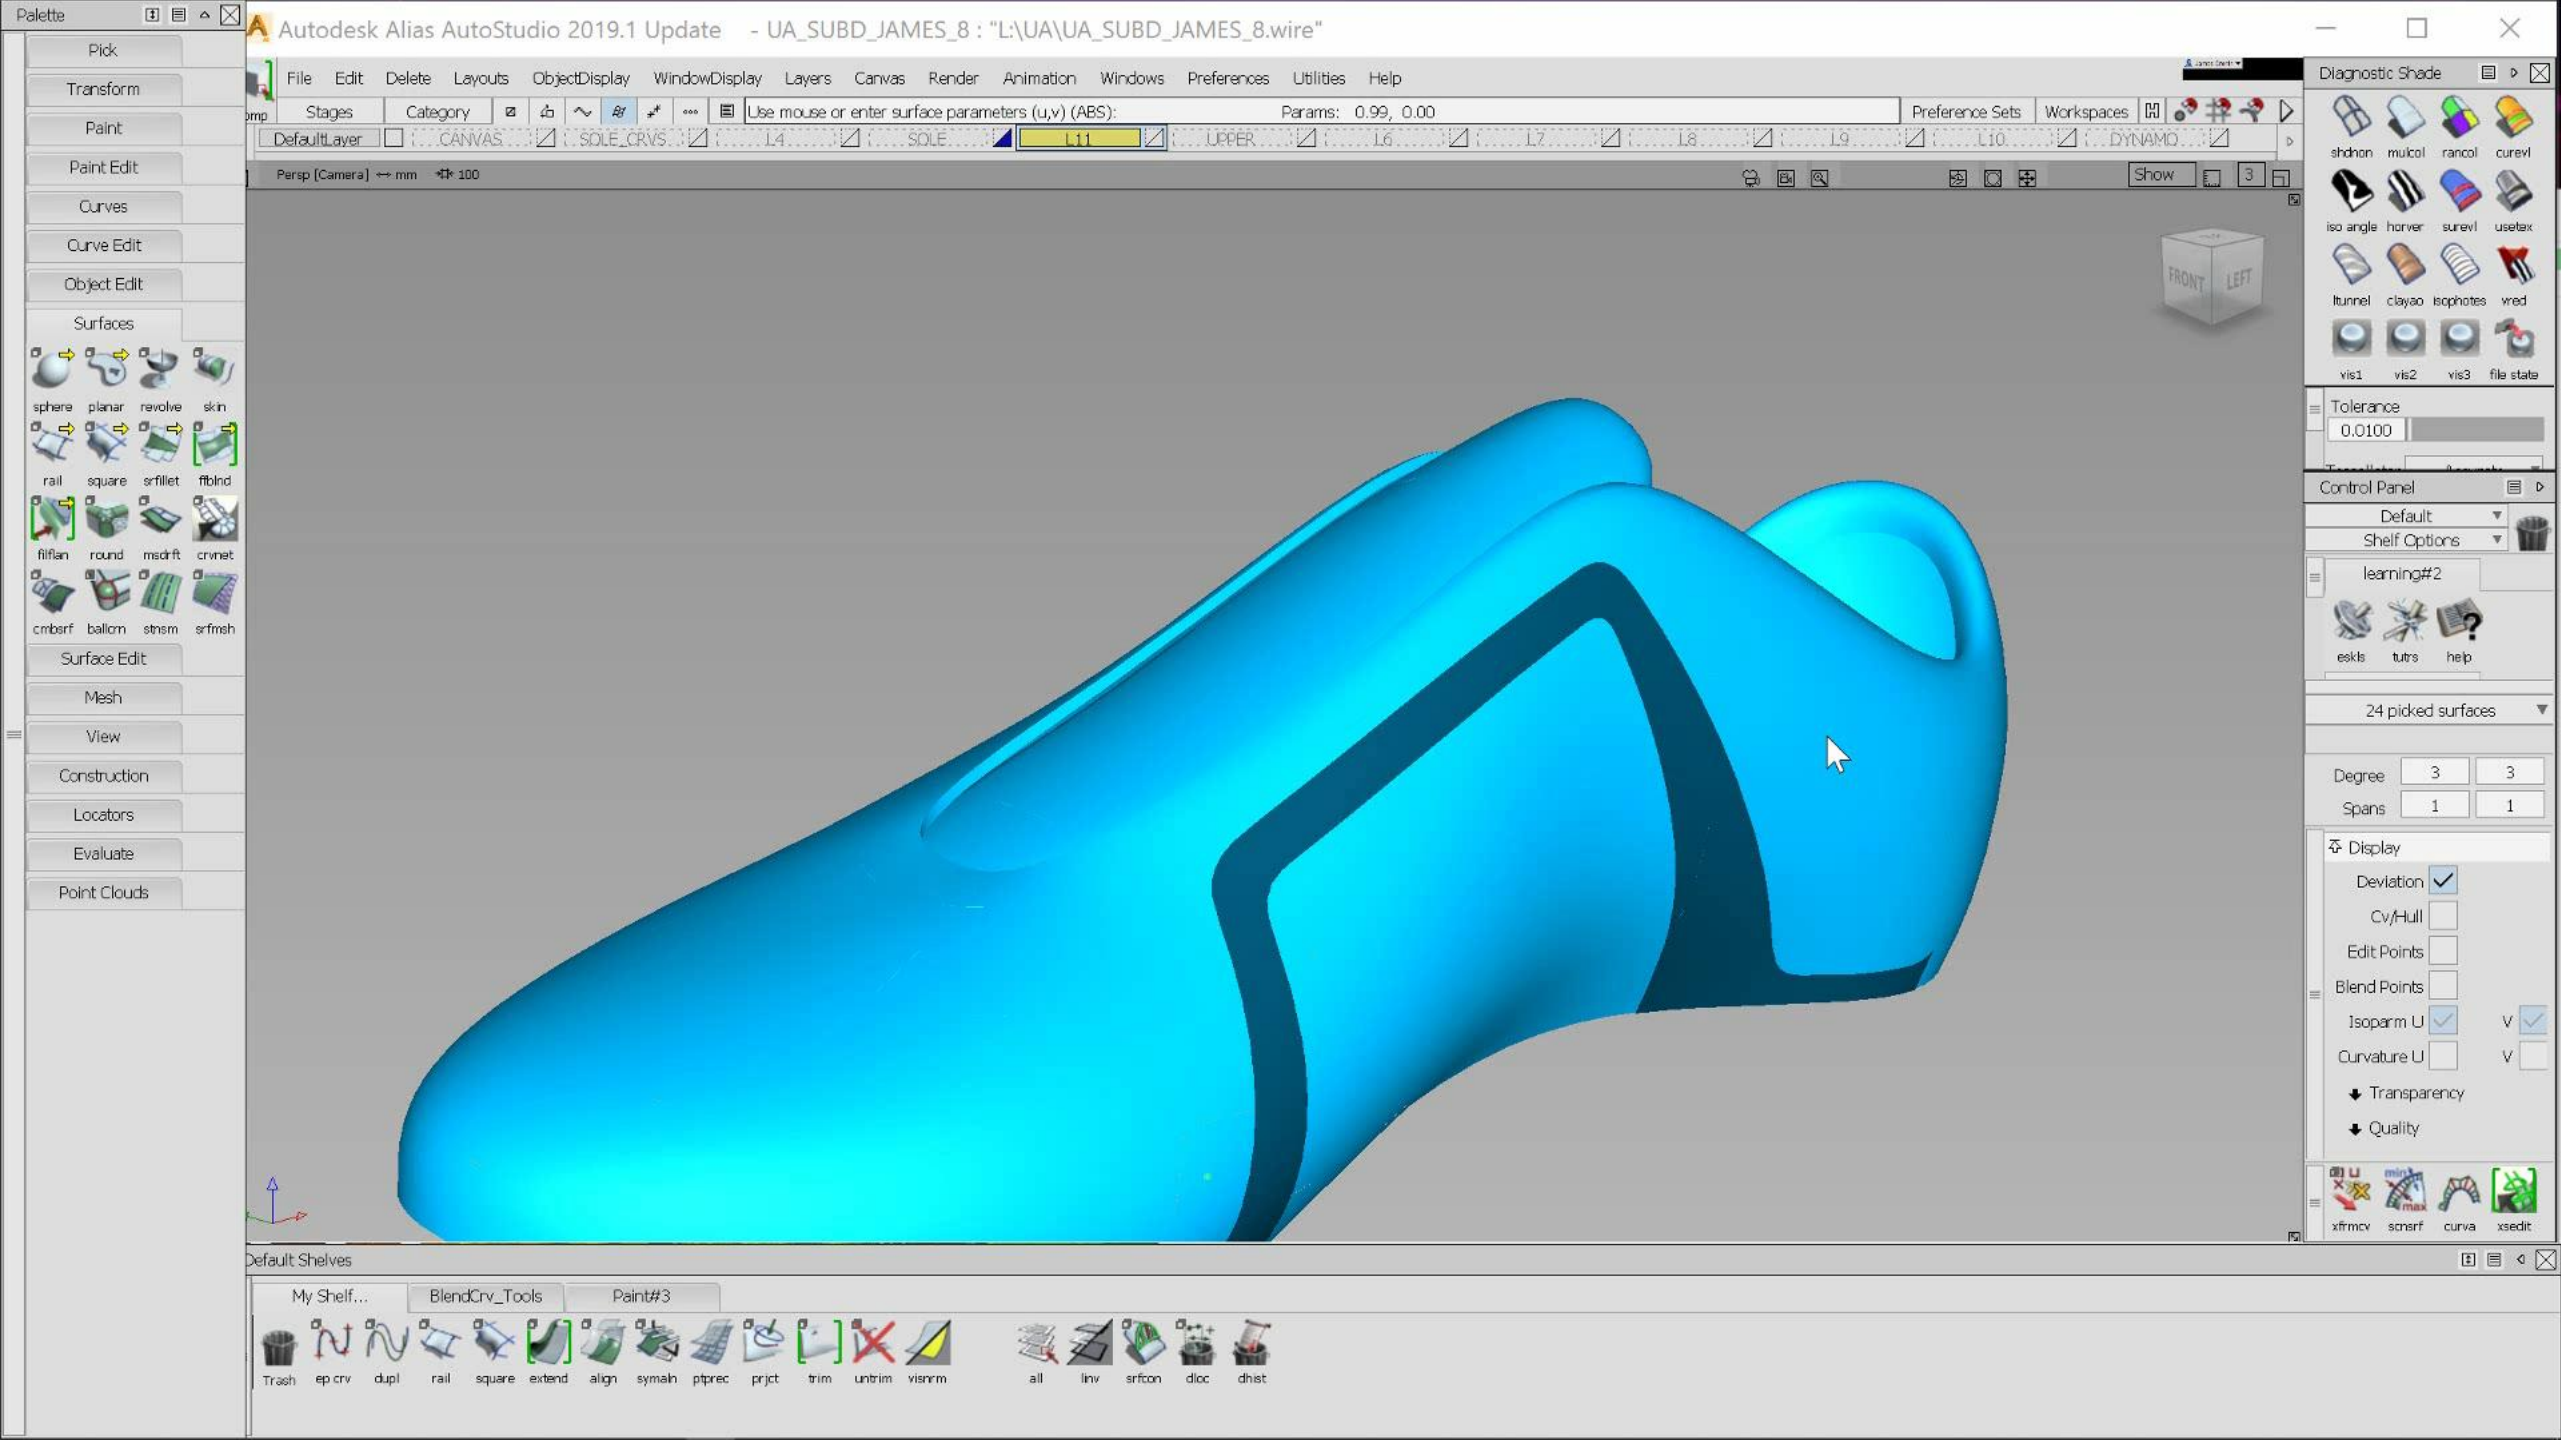 Palette
Pick
Transform
Paint
Paint Edit
Curves
Curve Edit
Object Edit
Surfaces
sphere planar revolve skin
rail square srfillet ffblnd
filflan round msdrft crvnet
cmbsrf ballcrn stnsrn srfmsh
Surface Edit
Mesh
View
Construction
Locators
Evaluate
Point Clouds
Autodesk Alias AutoStudio 2019.1 Update - UA_SUBD_JAMES_8 : "L:\UA\UA_SUBD_JAMES_8.wire"
File Edit Delete Layouts ObjectDisplay WindowDisplay Layers Canvas Render Animation Windows Preferences Utilities Help
Stages Category Use mouse or enter surface parameters (u,v) (ABS): Params: 0.99, 0.00 Preference Sets Workspaces
DefaultLayer CANVAS SOLE_CRVS L4 SOLE L11 UPPER L6 L7 L8 L9 L10 DYNAMO
Persp [Camera] mm 100 Show 3
FRONT LEFT
Diagnostic Shade
shdnon mulcol rancol curevl
iso angle horver surevl usetex
ltunnel clayao isophotes vred
vis1 vis2 vis3 file state
Tolerance
0.0100
Control Panel
Default
Shelf Options
learning#2
eskls tutrs help
24 picked surfaces
Degree 3 3
Spans 1 1
Display
Deviation
Cv/Hull
Edit Points
Blend Points
Isoparm U V
Curvature U V
Transparency
Quality
xfrmcv scnsrf curva xsedit
Default Shelves
My Shelf... BlendCrv_Tools Paint#3
Trash ep crv dupl rail square extend align symaln ptprec prjct trim untrim visnrm all linv srfcon dloc dhist